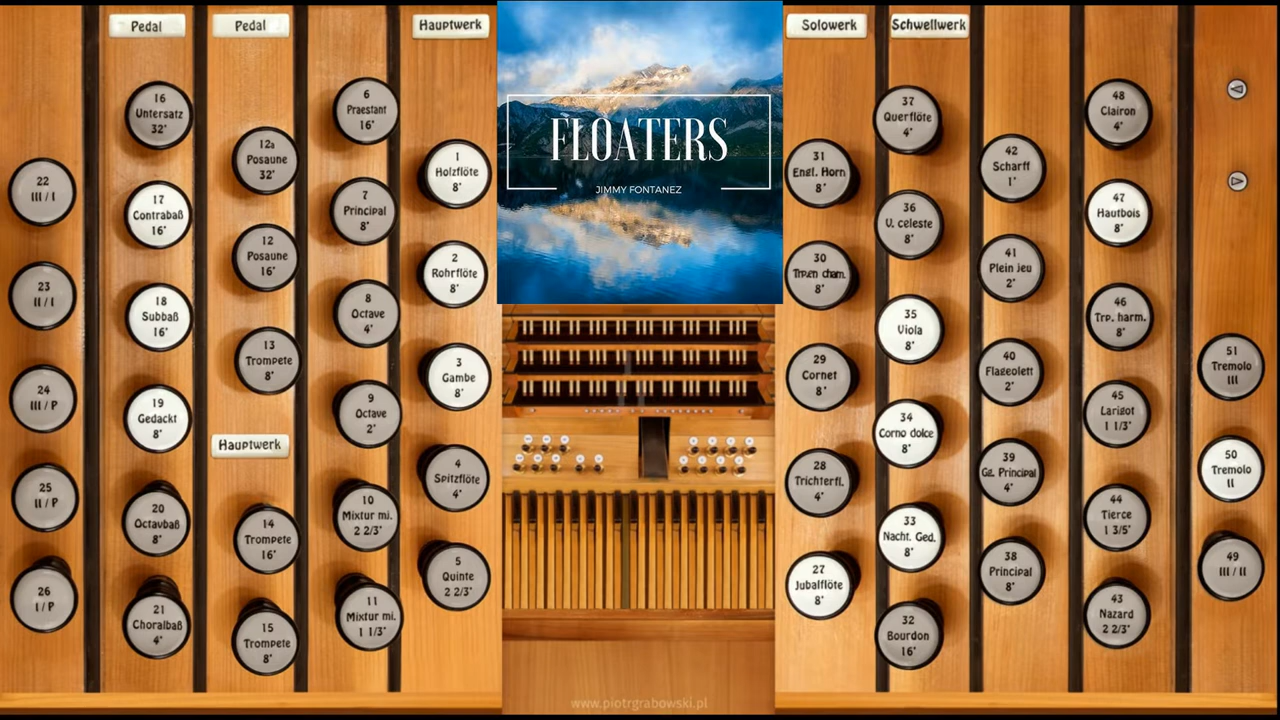 Pedal
Pedal
Hauptwerk
Solowerk
Schwellwerk
22
III / I
23
II / I
24
III / P
25
II / P
26
I / P
16
Untersatz
32'
17
Contrabaß
16'
18
Subbaß
16'
19
Gedackt
8'
20
Octavbaß
8'
21
Choralbaß
4'
12a
Posaune
32'
12
Posaune
16'
13
Trompete
8'
Hauptwerk
14
Trompete
16'
15
Trompete
8'
6
Praestant
16'
7
Principal
8'
8
Octave
4'
9
Octave
2'
10
Mixtur mi.
2 2/3'
11
Mixtur mi.
1 1/3'
1
Holzflöte
8'
2
Rohrflöte
8'
3
Gambe
8'
4
Spitzflöte
4'
5
Quinte
2 2/3'
FLOATERS
JIMMY FONTANEZ
31
Engl. Horn
8'
30
Trp.en cham.
8'
29
Cornet
8'
28
Trichterfl.
4'
27
Jubalflöte
8'
37
Querflöte
4'
36
V. celeste
8'
35
Viola
8'
34
Corno dolce
8'
33
Nacht. Ged.
8'
32
Bourdon
16'
42
Scharff
1'
41
Plein jeu
2'
40
Flageolett
2'
39
Gg. Principal
4'
38
Principal
8'
48
Clairon
4'
47
Hautbois
8'
46
Trp. harm.
8'
45
Larigot
1 1/3'
44
Tierce
1 3/5'
43
Nazard
2 2/3'
51
Tremolo
III
50
Tremolo
II
49
III / II
www.piotrgrabowski.pl